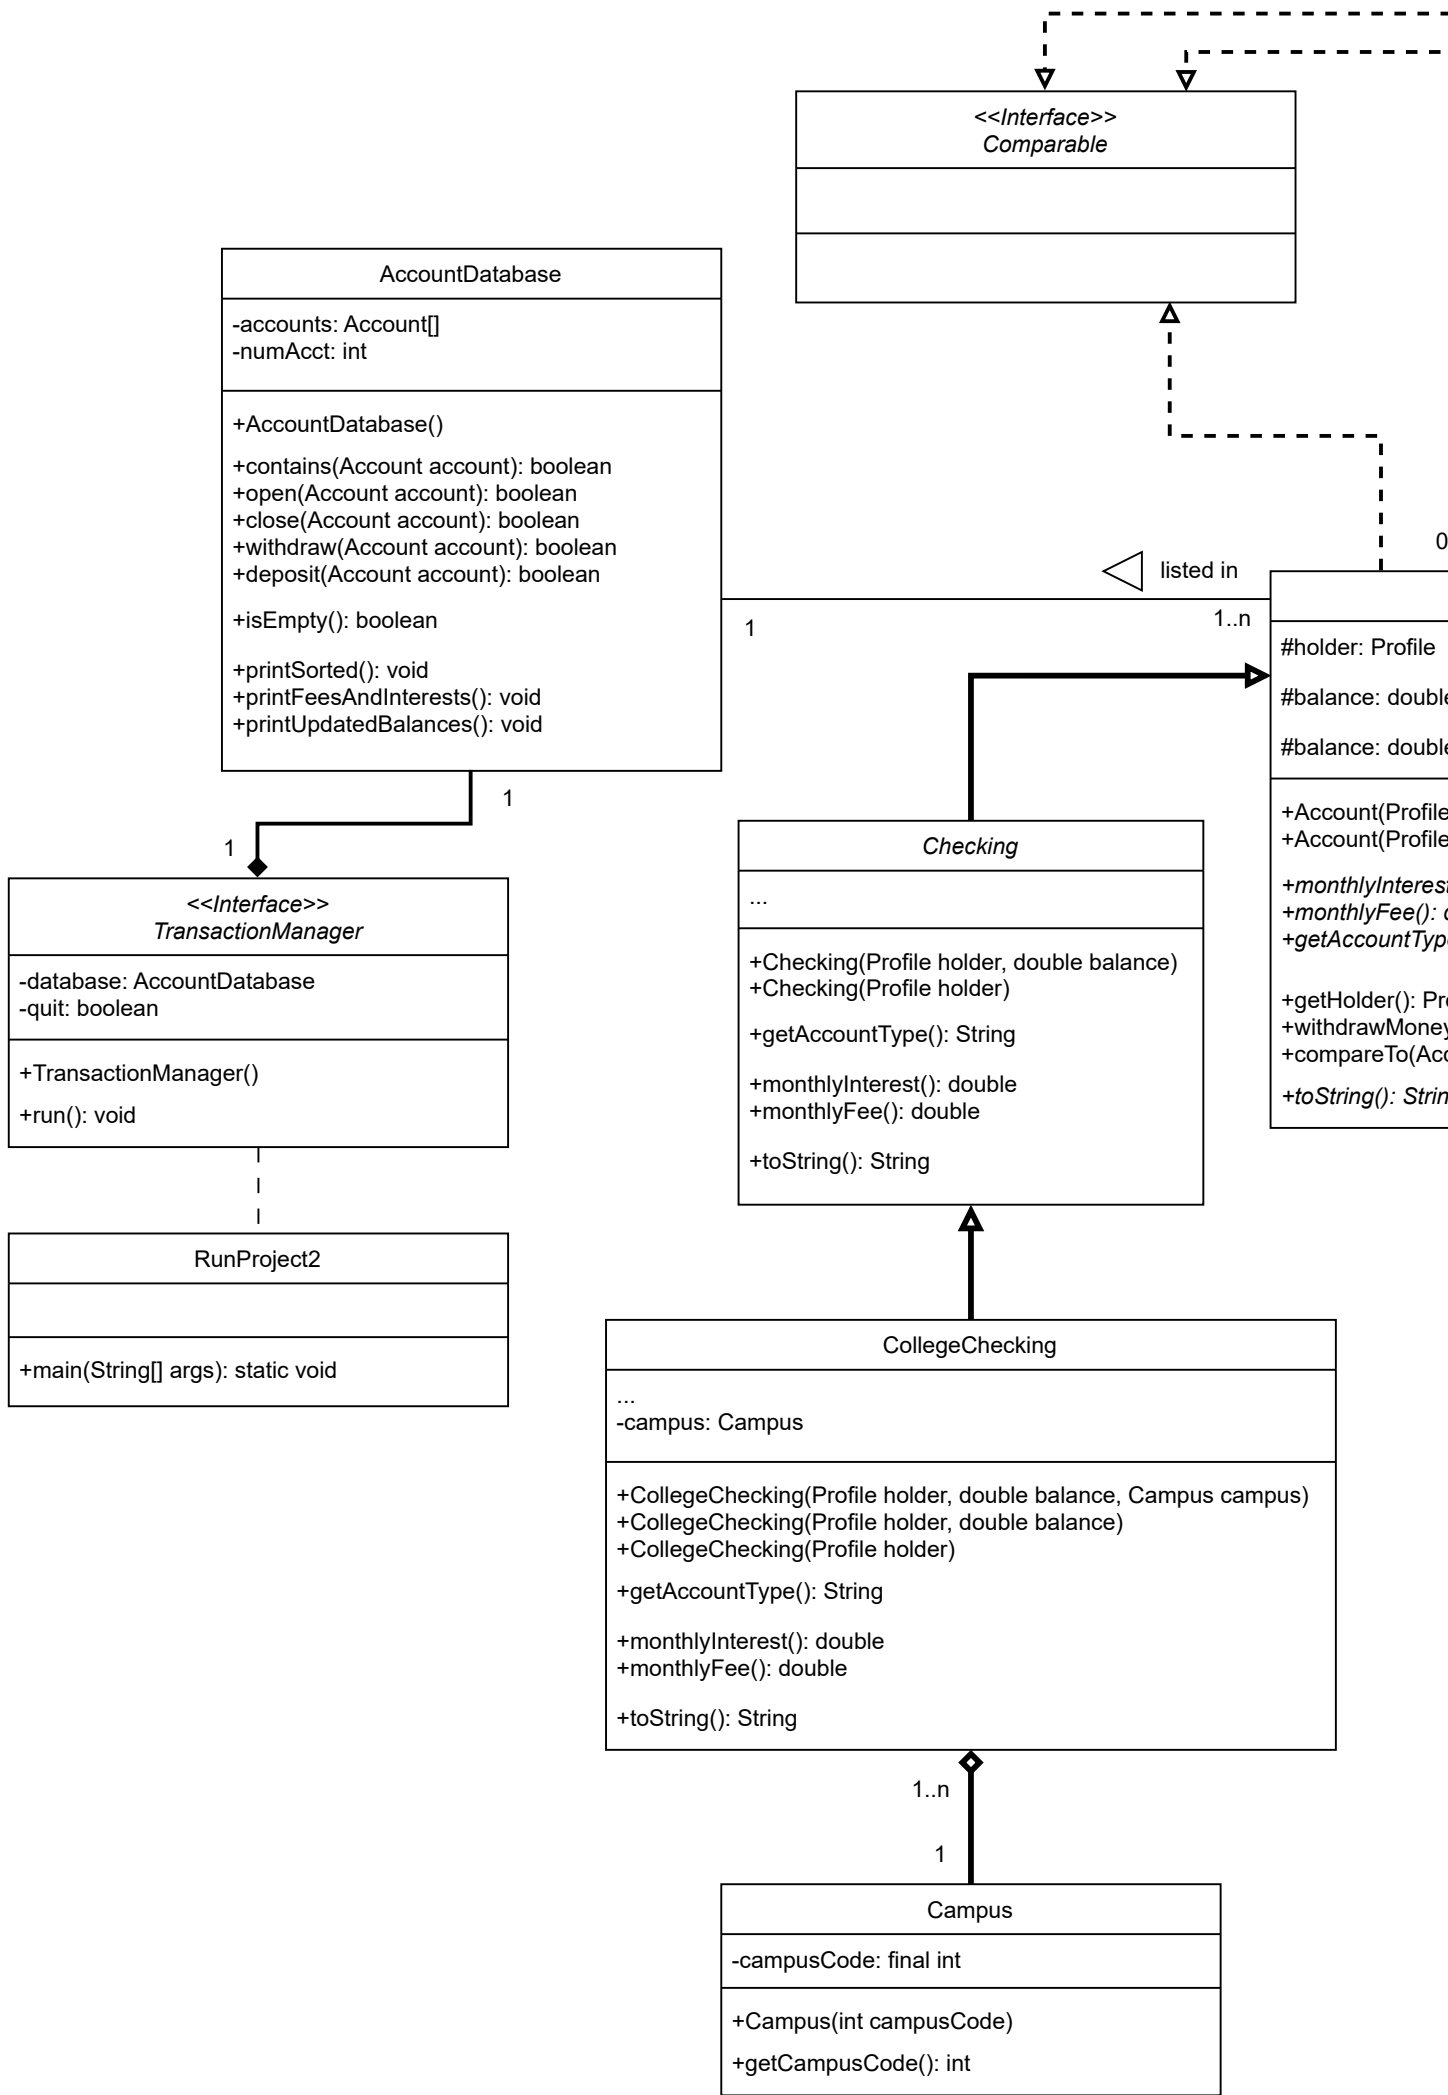 <<Interface>>
Comparable
AccountDatabase
-accounts: Account[]
-numAcct: int
+AccountDatabase()
+contains(Account account): boolean
+open(Account account): boolean
+close(Account account): boolean
+withdraw(Account account): boolean
+deposit(Account account): boolean
+isEmpty(): boolean
+printSorted(): void
+printFeesAndInterests(): void
+printUpdatedBalances(): void
listed in
1
1..n
0
#holder: Profile
#balance: double
#balance: double
+Account(Profile
+Account(Profile
+monthlyInterest
+monthlyFee():
+getAccountType
+getHolder():
+withdrawMoney
+compareTo(Acc
+toString(): Strin
1
1
<<Interface>>
TransactionManager
-database: AccountDatabase
-quit: boolean
+TransactionManager()
+run(): void
RunProject2
+main(String[] args): static void
Checking
...
+Checking(Profile holder, double balance)
+Checking(Profile holder)
+getAccountType(): String
+monthlyInterest(): double
+monthlyFee(): double
+toString(): String
CollegeChecking
...
-campus: Campus
+CollegeChecking(Profile holder, double balance, Campus campus)
+CollegeChecking(Profile holder, double balance)
+CollegeChecking(Profile holder)
+getAccountType(): String
+monthlyInterest(): double
+monthlyFee(): double
+toString(): String
1..n
1
Campus
-campusCode: final int
+Campus(int campusCode)
+getCampusCode(): int